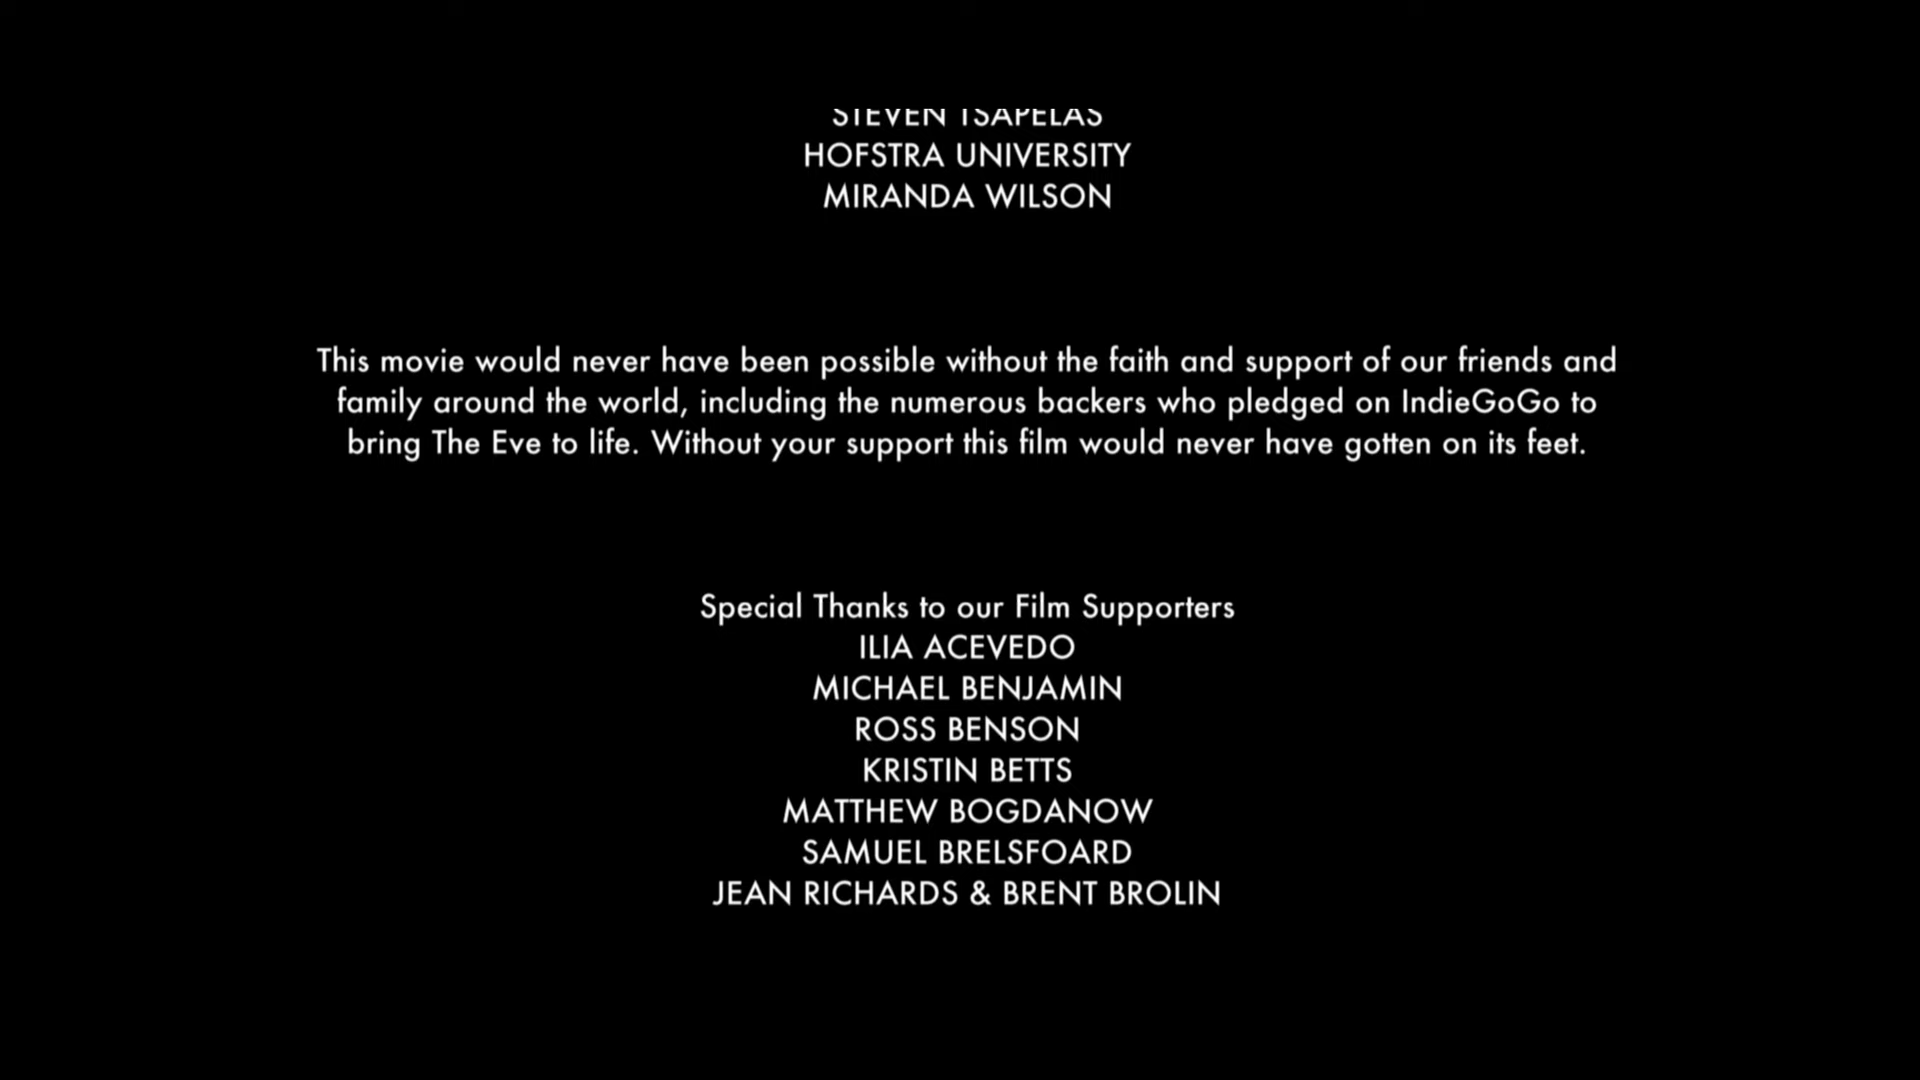 STEVEN TSAPELAS
HOFSTRA UNIVERSITY
MIRANDA WILSON
This movie would never have been possible without the faith and support of our friends and
family around the world, including the numerous backers who pledged on IndieGoGo to
bring The Eve to life. Without your support this film would never have gotten on its feet.
Special Thanks to our Film Supporters
ILIA ACEVEDO
MICHAEL BENJAMIN
ROSS BENSON
KRISTIN BETTS
MATTHEW BOGDANOW
SAMUEL BRELSFOARD
JEAN RICHARDS & BRENT BROLIN